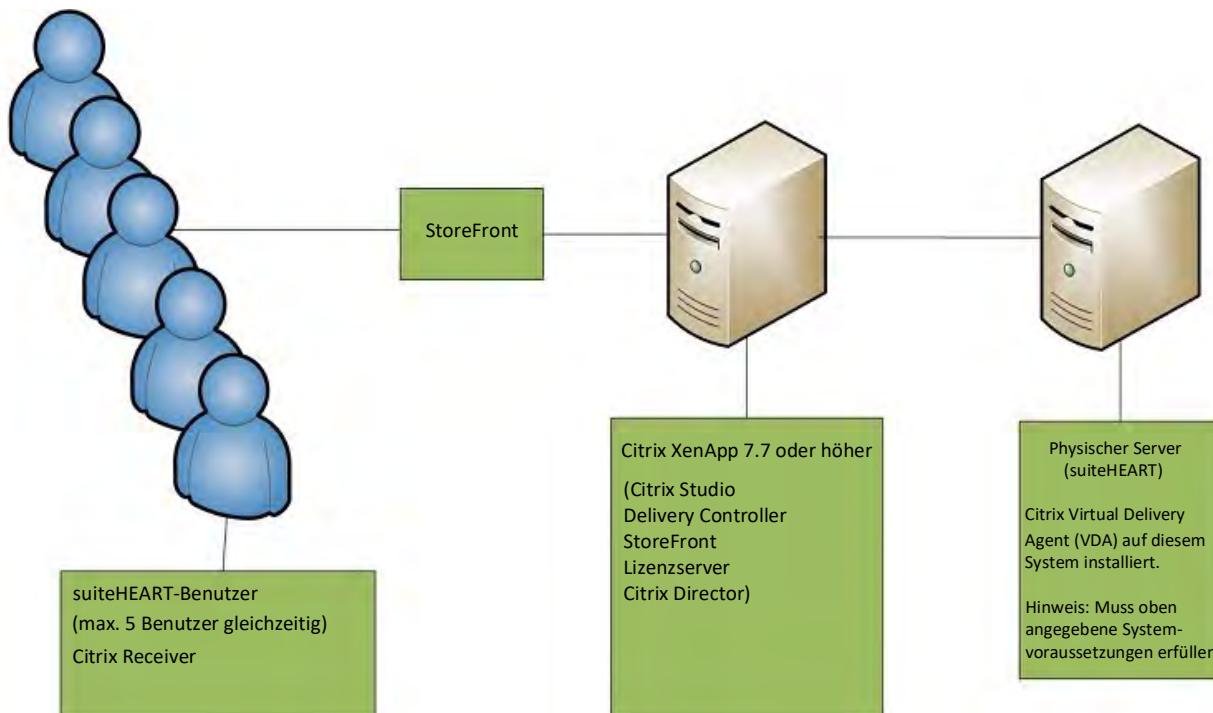 StoreFront
suiteHEART-Benutzer
(max. 5 Benutzer gleichzeitig)
Citrix Receiver
Citrix XenApp 7.7 oder höher
(Citrix Studio
Delivery Controller
StoreFront
Lizenzserver
Citrix Director)
Physischer Server
(suiteHEART)
Citrix Virtual Delivery
Agent (VDA) auf diesem
System installiert.
Hinweis: Muss oben
angegebene System-
voraussetzungen erfüllen